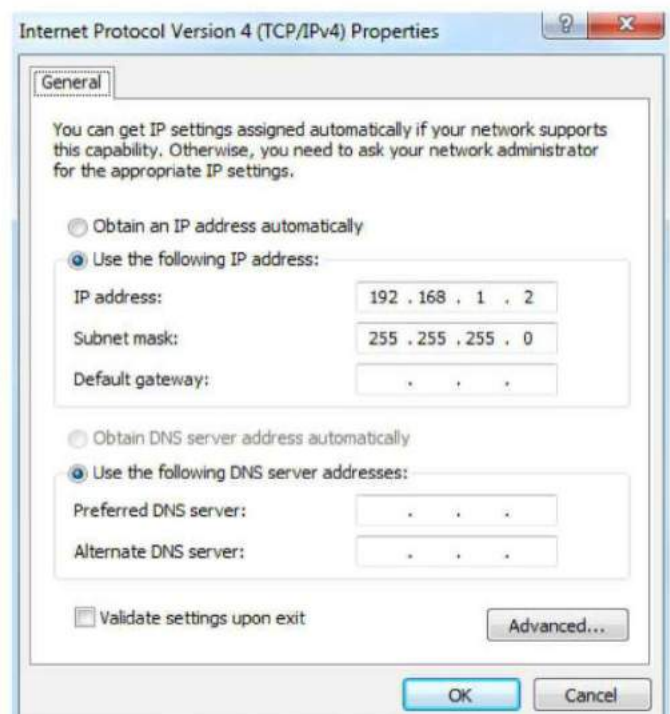 Internet Protocol Version 4 (TCP/IPv4) Properties
General
You can get IP settings assigned automatically if your network supports
this capability. Otherwise, you need to ask your network administrator
for the appropriate IP settings.
Obtain an IP address automatically
Use the following IP address:
IP address: 192 . 168 . 1 . 2
Subnet mask: 255 . 255 . 255 . 0
Default gateway: . . .
Obtain DNS server address automatically
Use the following DNS server addresses:
Preferred DNS server: . . .
Alternate DNS server: . . .
Validate settings upon exit
Advanced...
OK Cancel